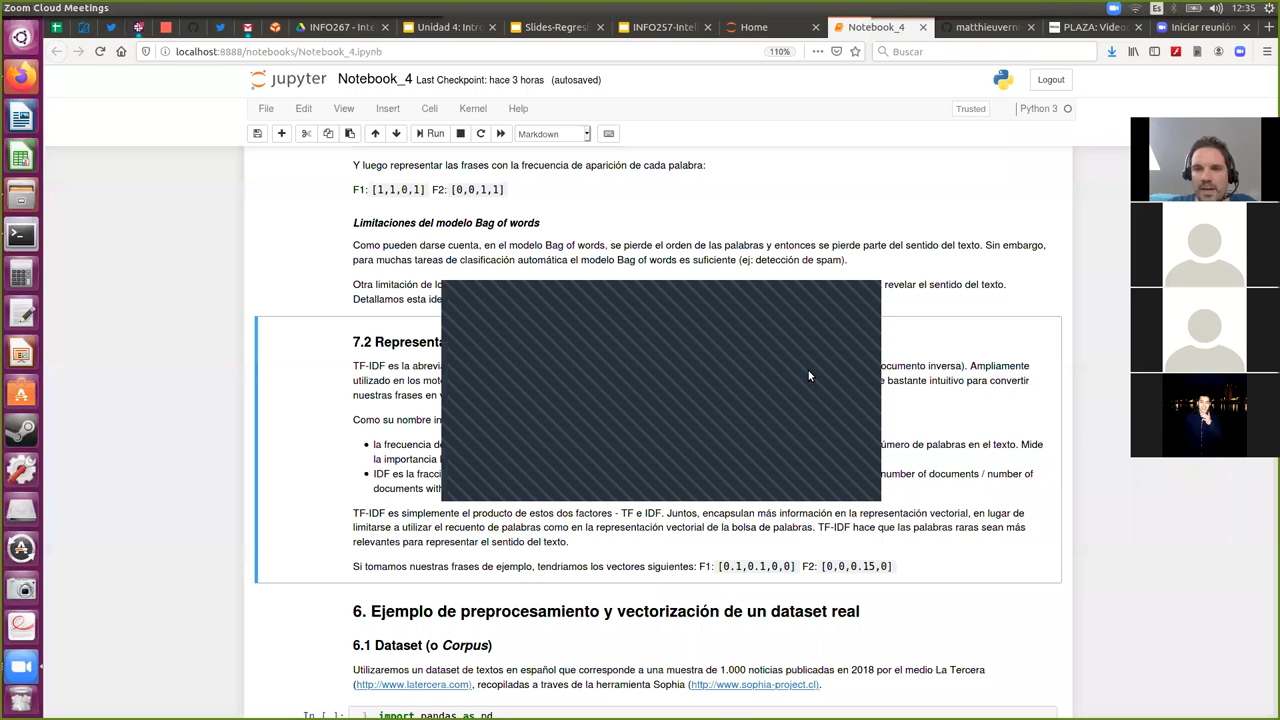 Zoom Cloud Meetings
Es
12:35
INFO267 - Inte
Unidad 4: Intro
Slides-Regresi
INFO257-Intel
Home
Notebook_4
matthieuverni
PLAZA: Videoc
Iniciar reunión
localhost:8888/notebooks/Notebook_4.ipynb
110%
Buscar
jupyter
Notebook_4 Last Checkpoint: hace 3 horas (autosaved)
Logout
File Edit View Insert Cell Kernel Help
Trusted
Python 3
Run
Markdown
Y luego representar las frases con la frecuencia de aparición de cada palabra:
F1: [1,1,0,1] F2: [0,0,1,1]
Limitaciones del modelo Bag of words
Como pueden darse cuenta, en el modelo Bag of words, se pierde el orden de las palabras y entonces se pierde parte del sentido del texto. Sin embargo,
para muchas tareas de clasificación automática el modelo Bag of words es suficiente (ej: detección de spam).
Otra limitación de lo revelar el sentido del texto.
Detallamos esta ide
7.2 Representa
TF-IDF es la abrevia ocumento inversa). Ampliamente
utilizado en los moto e bastante intuitivo para convertir
nuestras frases en v
Como su nombre in
la frecuencia de úmero de palabras en el texto. Mide
la importancia
IDF es la fracci number of documents / number of
documents with
TF-IDF es simplemente el producto de estos dos factores - TF e IDF. Juntos, encapsulan más información en la representación vectorial, en lugar de
limitarse a utilizar el recuento de palabras como en la representación vectorial de la bolsa de palabras. TF-IDF hace que las palabras raras sean más
relevantes para representar el sentido del texto.
Si tomamos nuestras frases de ejemplo, tendriamos los vectores siguientes: F1: [0.1,0.1,0,0] F2: [0,0,0.15,0]
6. Ejemplo de preprocesamiento y vectorización de un dataset real
6.1 Dataset (o Corpus)
Utilizaremos un dataset de textos en español que corresponde a una muestra de 1.000 noticias publicadas en 2018 por el medio La Tercera
(http://www.latercera.com), recopiladas a traves de la herramienta Sophia (http://www.sophia-project.cl).
In [ ]: 1 import pandas as pd